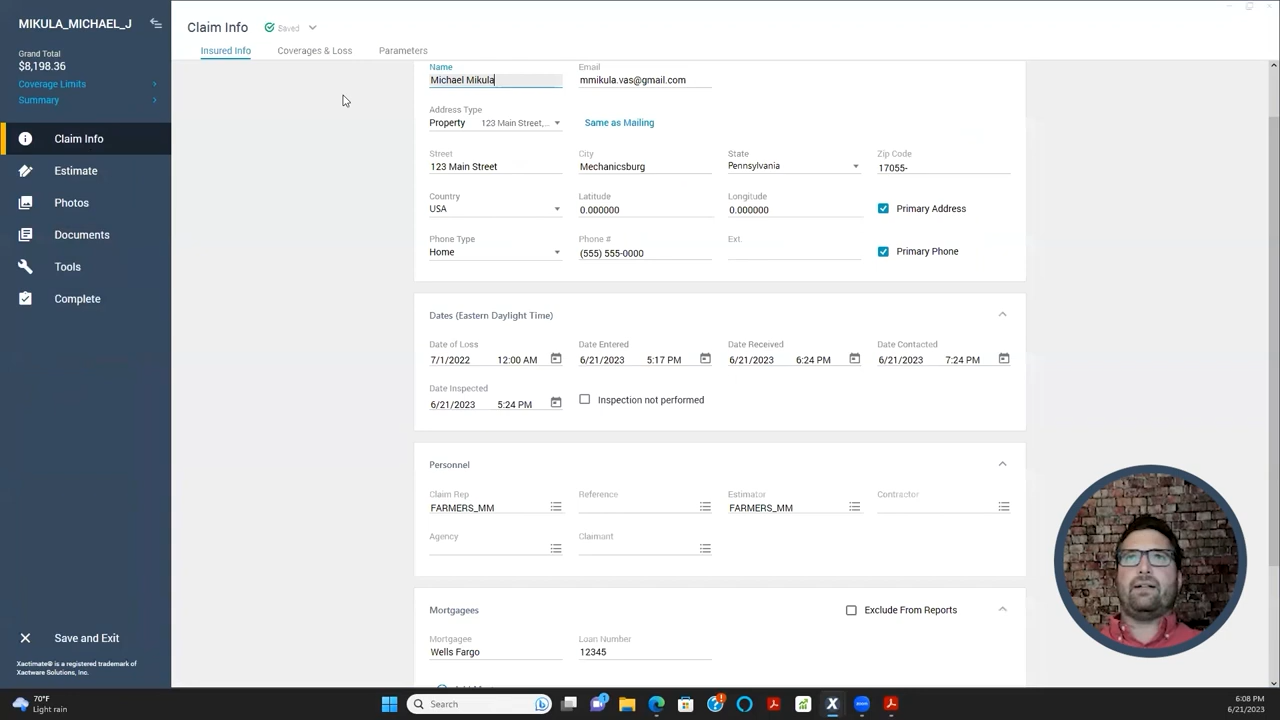 MIKULA_MICHAEL_J
Grand Total
$8,198.36
Coverage Limits
Summary
Claim Info
Estimate
Photos
Documents
Tools
Complete
Save and Exit
Xactimate® is a registered trademark of
Xactware Solutions, Inc.
Claim Info
Saved
Insured Info
Coverages & Loss
Parameters
Name
Email
Michael Mikula
mmikula.vas@gmail.com
Address Type
Property 123 Main Street,...
Same as Mailing
Street
City
State
Zip Code
123 Main Street
Mechanicsburg
Pennsylvania
17055-
Country
Latitude
Longitude
USA
0.000000
0.000000
Primary Address
Phone Type
Phone #
Ext.
Home
(555) 555-0000
Primary Phone
Dates (Eastern Daylight Time)
Date of Loss
Date Entered
Date Received
Date Contacted
7/1/2022 12:00 AM
6/21/2023 5:17 PM
6/21/2023 6:24 PM
6/21/2023 7:24 PM
Date Inspected
6/21/2023 5:24 PM
Inspection not performed
Personnel
Claim Rep
Reference
Estimator
Contractor
FARMERS_MM
FARMERS_MM
Agency
Claimant
Mortgagees
Exclude From Reports
Mortgagee
Loan Number
Wells Fargo
12345
70°F
Light rain
Search
6:08 PM
6/21/2023